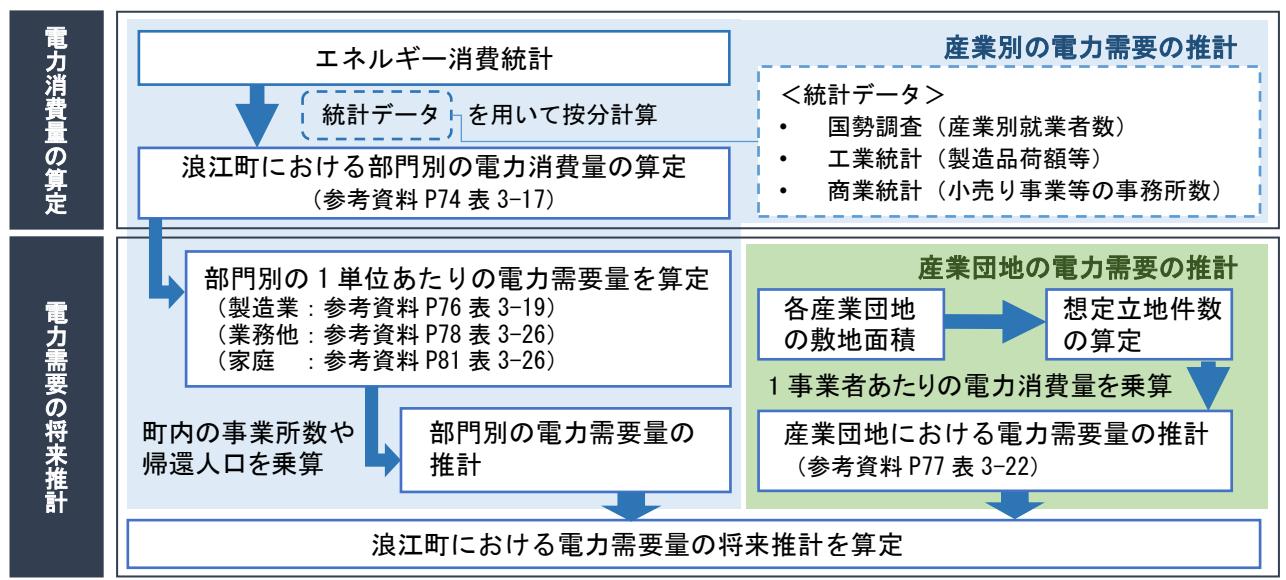 電力消費量の算定
産業別の電力需要の推計
エネルギー消費統計
統計データ を用いて按分計算
＜統計データ＞
• 国勢調査（産業別就業者数）
• 工業統計（製造品荷額等）
• 商業統計（小売り事業等の事務所数）
浪江町における部門別の電力消費量の算定
（参考資料 P74 表 3-17）
電力需要の将来推計
部門別の 1 単位あたりの電力需要量を算定
（製造業：参考資料 P76 表 3-19）
（業務他：参考資料 P78 表 3-26）
（家庭　：参考資料 P81 表 3-26）
町内の事業所数や
帰還人口を乗算
部門別の電力需要量の
推計
産業団地の電力需要の推計
各産業団地
の敷地面積
想定立地件数
の算定
1 事業者あたりの電力消費量を乗算
産業団地における電力需要量の推計
（参考資料 P77 表 3-22）
浪江町における電力需要量の将来推計を算定